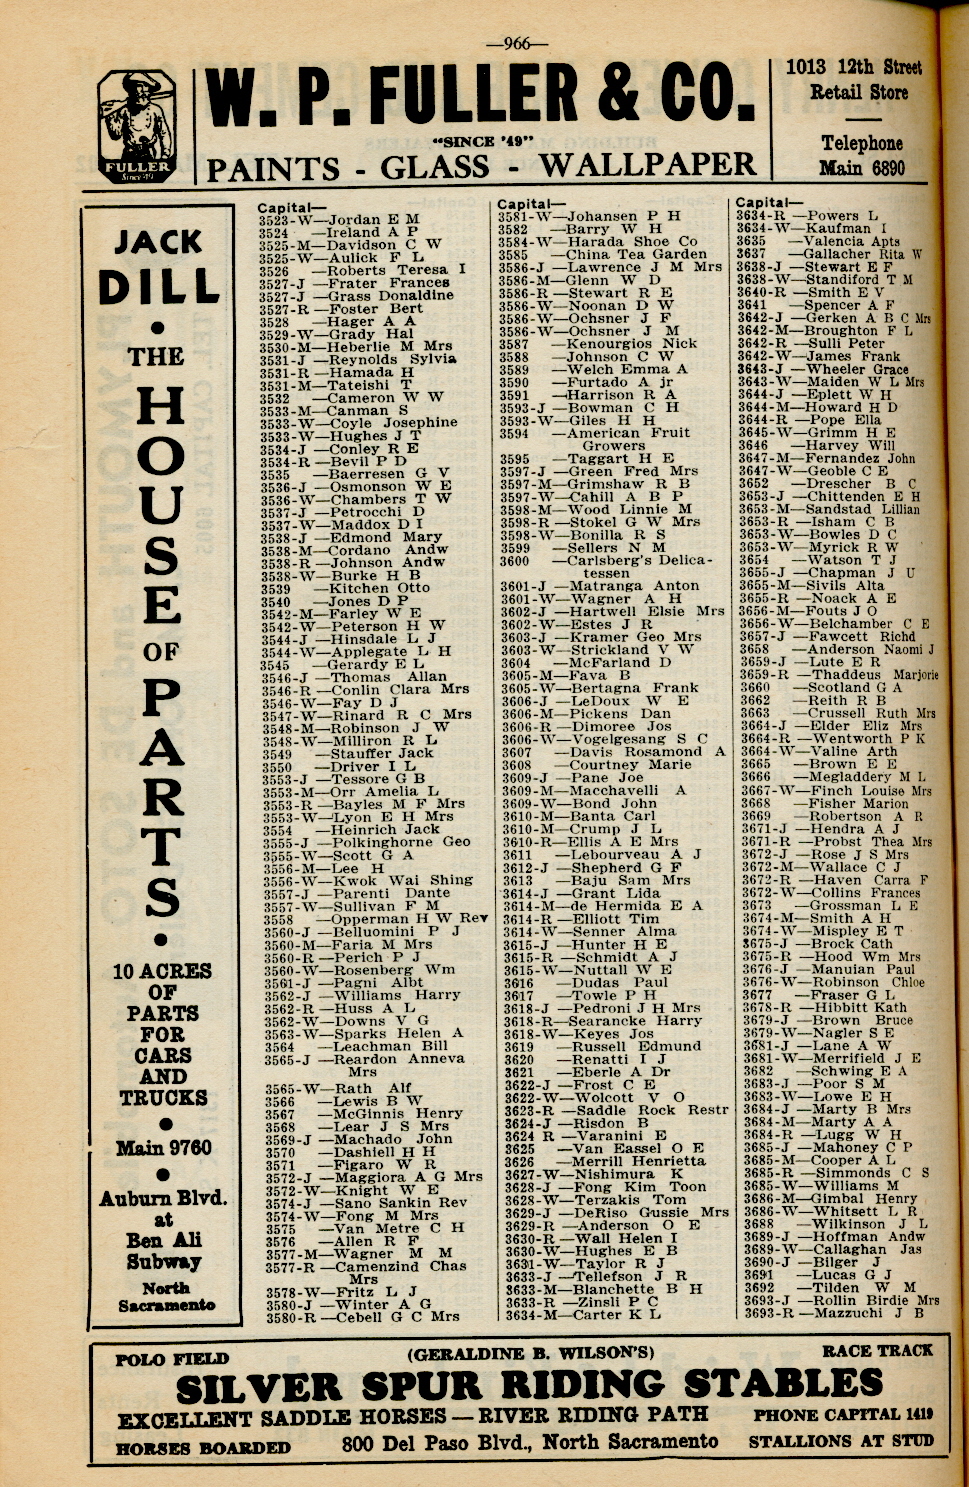 —966—
FULLER
Since '49
W. P. FULLER & CO.
"SINCE '49"
PAINTS - GLASS - WALLPAPER
1013 12th Street
Retail Store
Telephone
Main 6890
JACK
DILL
•
THE
H
O
U
S
E
OF
P
A
R
T
S
•
10 ACRES
OF
PARTS
FOR
CARS
AND
TRUCKS
•
Main 9760
•
Auburn Blvd.
at
Ben Ali
Subway
North
Sacramento
Capital—
3523-W—Jordan E M
3524 —Ireland A P
3525-M—Davidson C W
3525-W—Aulick F L
3526 —Roberts Teresa I
3527-J —Frater Frances
3527-J —Grass Donaldine
3527-R —Foster Bert
3528 —Hager A A
3529-W—Grady Hal
3530-M—Heberlie M Mrs
3531-J —Reynolds Sylvia
3531-R —Hamada H
3531-M—Tateishi T
3532 —Cameron W W
3533-M—Canman S
3533-W—Coyle Josephine
3533-W—Hughes J T
3534-J —Conley R E
3534-R —Bevil P D
3535 —Baerresen G V
3536-J —Osmonson W E
3536-W—Chambers T W
3537-J —Petrocchi D
3537-W—Maddox D I
3538-J —Edmond Mary
3538-M—Cordano Andw
3538-R —Johnson Andw
3538-W—Burke H B
3539 —Kitchen Otto
3540 —Jones D P
3542-M—Farley W E
3542-W—Peterson H W
3544-J —Hinsdale L J
3544-W—Applegate L H
3545 —Gerardy E L
3546-J —Thomas Allan
3546-R —Conlin Clara Mrs
3546-W—Fay D J
3547-W—Rinard R C Mrs
3548-M—Robinson J W
3548-W—Milliron R L
3549 —Stauffer Jack
3550 —Driver I L
3553-J —Tessore G B
3553-M—Orr Amelia L
3553-R —Bayles M F Mrs
3553-W—Lyon E H Mrs
3554 —Heinrich Jack
3555-J —Polkinghorne Geo
3555-W—Scott G A
3556-M—Lee H
3556-W—Kwok Wai Shing
3557-J —Parenti Dante
3557-W—Sullivan F M
3558 —Opperman H W Rev
3560-J —Belluomini P J
3560-M—Faria M Mrs
3560-R —Perich P J
3560-W—Rosenberg Wm
3561-J —Pagni Albt
3562-J —Williams Harry
3562-R —Huss A L
3562-W—Downs V G
3563-W—Sparks Helen A
3564 —Leachman Bill
3565-J —Reardon Anneva
Mrs
3565-W—Rath Alf
3566 —Lewis B W
3567 —McGinnis Henry
3568 —Lear J S Mrs
3569-J —Machado John
3570 —Dashiell H H
3571 —Figaro W R
3572-J —Maggiora A G Mrs
3572-W—Knight W E
3574-J —Sano Sankin Rev
3574-W—Fong M Mrs
3575 —Van Metre C H
3576 —Allen R F
3577-M—Wagner M M
3577-R —Camenzind Chas
Mrs
3578-W—Fritz L J
3580-J —Winter A G
3580-R —Cebell G C Mrs
Capital—
3581-W—Johansen P H
3582 —Barry W H
3584-W—Harada Shoe Co
3585 —China Tea Garden
3586-J —Lawrence J M Mrs
3586-M—Glenn W D
3586-R —Stewart R E
3586-W—Noonan D W
3586-W—Ochsner J F
3586-W—Ochsner J M
3587 —Kenourgios Nick
3588 —Johnson C W
3589 —Welch Emma A
3590 —Furtado A jr
3591 —Harrison R A
3593-J —Bowman C H
3593-W—Giles H H
3594 —American Fruit
Growers
3595 —Taggart H E
3597-J —Green Fred Mrs
3597-M—Grimshaw R B
3597-W—Cahill A B P
3598-M—Wood Linnie M
3598-R —Stokel G W Mrs
3598-W—Bonilla R S
3599 —Sellers N M
3600 —Carlsberg's Delica-
tessen
3601-J —Matranga Anton
3601-W—Wagner A H
3602-J —Hartwell Elsie Mrs
3602-W—Estes J R
3603-J —Kramer Geo Mrs
3603-W—Strickland V W
3604 —McFarland D
3605-M—Fava B
3605-W—Bertagna Frank
3606-J —LeDoux W E
3606-M—Pickens Dan
3606-R —Dimoree Jos
3606-W—Vogelgesang S C
3607 —Davis Rosamond A
3608 —Courtney Marie
3609-J —Pane Joe
3609-M—Macchavelli A
3609-W—Bond John
3610-M—Banta Carl
3610-M—Crump J L
3610-R—Ellis A E Mrs
3611 —Lebourveau A J
3612-J —Shepherd G F
3613 —Baju Sam Mrs
3614-J —Grant Lida
3614-M—de Hermida E A
3614-R —Elliott Tim
3614-W—Senner Alma
3615-J —Hunter H E
3615-R —Schmidt A J
3615-W—Nuttall W E
3616 —Dudas Paul
3617 —Towle P H
3618-J —Pedroni J H Mrs
3618-R—Searancke Harry
3618-W—Keyes Jos
3619 —Russell Edmund
3620 —Renatti I J
3621 —Eberle A Dr
3622-J —Frost C E
3622-W—Wolcott V O
3623-R —Saddle Rock Restr
3624-J —Risdon B
3624 R —Varanini E
3625 —Van Eassel O E
3626 —Merrill Henrietta
3627-W—Nishimura K
3628-J —Fong Kim Toon
3628-W—Terzakis Tom
3629-J —DeRiso Gussie Mrs
3629-R —Anderson O E
3630-R —Wall Helen I
3630-W—Hughes E B
3631-W—Taylor R J
3633-J —Tellefson J R
3633-M—Blanchette B H
3633-R —Zinsli P C
3634-M—Carter K L
Capital—
3634-R —Powers L
3634-W—Kaufman I
3635 —Valencia Apts
3637 —Gallacher Rita W
3638-J —Stewart E F
3638-W—Standiford T M
3640-R —Smith E V
3641 —Spencer A F
3642-J —Gerken A B C Mrs
3642-M—Broughton F L
3642-R —Sulli Peter
3642-W—James Frank
3643-J —Wheeler Grace
3643-W—Maiden W L Mrs
3644-J —Eplett W H
3644-M—Howard H D
3644-R —Pope Ella
3645-W—Grimm H E
3646 —Harvey Will
3647-M—Fernandez John
3647-W—Geoble C E
3652 —Drescher B C
3653-J —Chittenden E H
3653-M—Sandstad Lillian
3653-R —Isham C B
3653-W—Bowles D C
3653-W—Myrick R W
3654 —Watson T J
3655-J —Chapman J U
3655-M—Sivils Alta
3655-R —Noack A E
3656-M—Fouts J O
3656-W—Belchamber C E
3657-J —Fawcett Richd
3658 —Anderson Naomi J
3659-J —Lute E R
3659-R —Thaddeus Marjorie
3660 —Scotland G A
3662 —Reith R B
3663 —Crussell Ruth Mrs
3664-J —Elder Eliz Mrs
3664-R —Wentworth P K
3664-W—Valine Arth
3665 —Brown E E
3666 —Megladdery M L
3667-W—Finch Louise Mrs
3668 —Fisher Marion
3669 —Robertson A R
3671-J —Hendra A J
3671-R —Probst Thea Mrs
3672-J —Rose J S Mrs
3672-M—Wallace C J
3672-R —Haven Carra F
3672-W—Collins Frances
3673 —Grossman L E
3674-M—Smith A H
3674-W—Mispley E T
3675-J —Brock Cath
3675-R —Hood Wm Mrs
3676-J —Manuian Paul
3676-W—Robinson Chloe
3677 —Fraser G L
3678-R —Hibbitt Kath
3679-J —Brown Bruce
3679-W—Nagler S E
3681-J —Lane A W
3681-W—Merrifield J E
3682 —Schwing E A
3683-J —Poor S M
3683-W—Lowe E H
3684-J —Marty B Mrs
3684-M—Marty A A
3684-R —Lugg W H
3685-J —Mahoney C P
3685-M—Cooper A L
3685-R —Simmonds C S
3685-W—Williams M
3686-M—Gimbal Henry
3686-W—Whitsett L R
3688 —Wilkinson J L
3689-J —Hoffman Andw
3689-W—Callaghan Jas
3690-J —Bilger J
3691 —Lucas G J
3692 —Tilden W M
3693-J —Rollin Birdie Mrs
3693-R —Mazzuchi J B
POLO FIELD
(GERALDINE B. WILSON'S)
RACE TRACK
SILVER SPUR RIDING STABLES
EXCELLENT SADDLE HORSES — RIVER RIDING PATH
PHONE CAPITAL 1419
HORSES BOARDED
800 Del Paso Blvd., North Sacramento
STALLIONS AT STUD